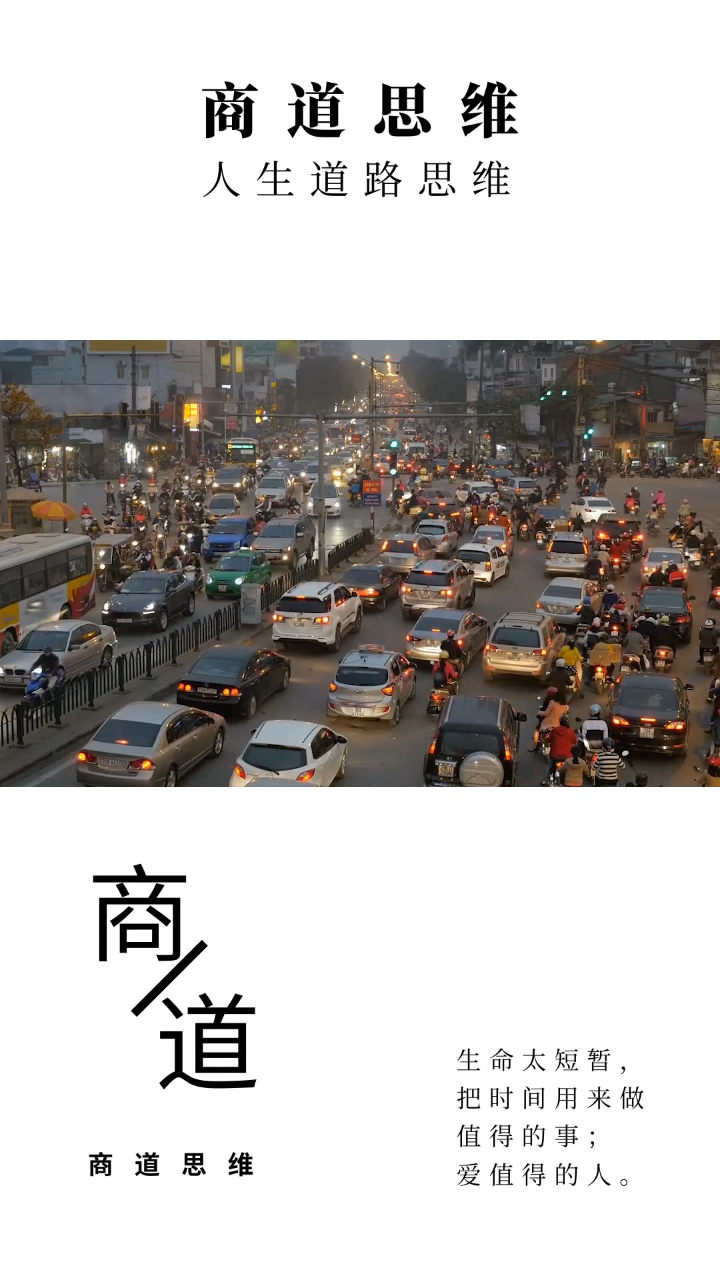 商道思维
人生道路思维
商/道
商道思维
生命太短暂，
把时间用来做
值得的事；
爱值得的人。